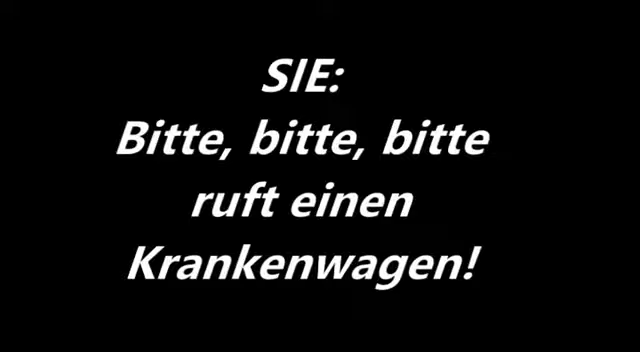 SIE:
Bitte, bitte, bitte
ruft einen
Krankenwagen!